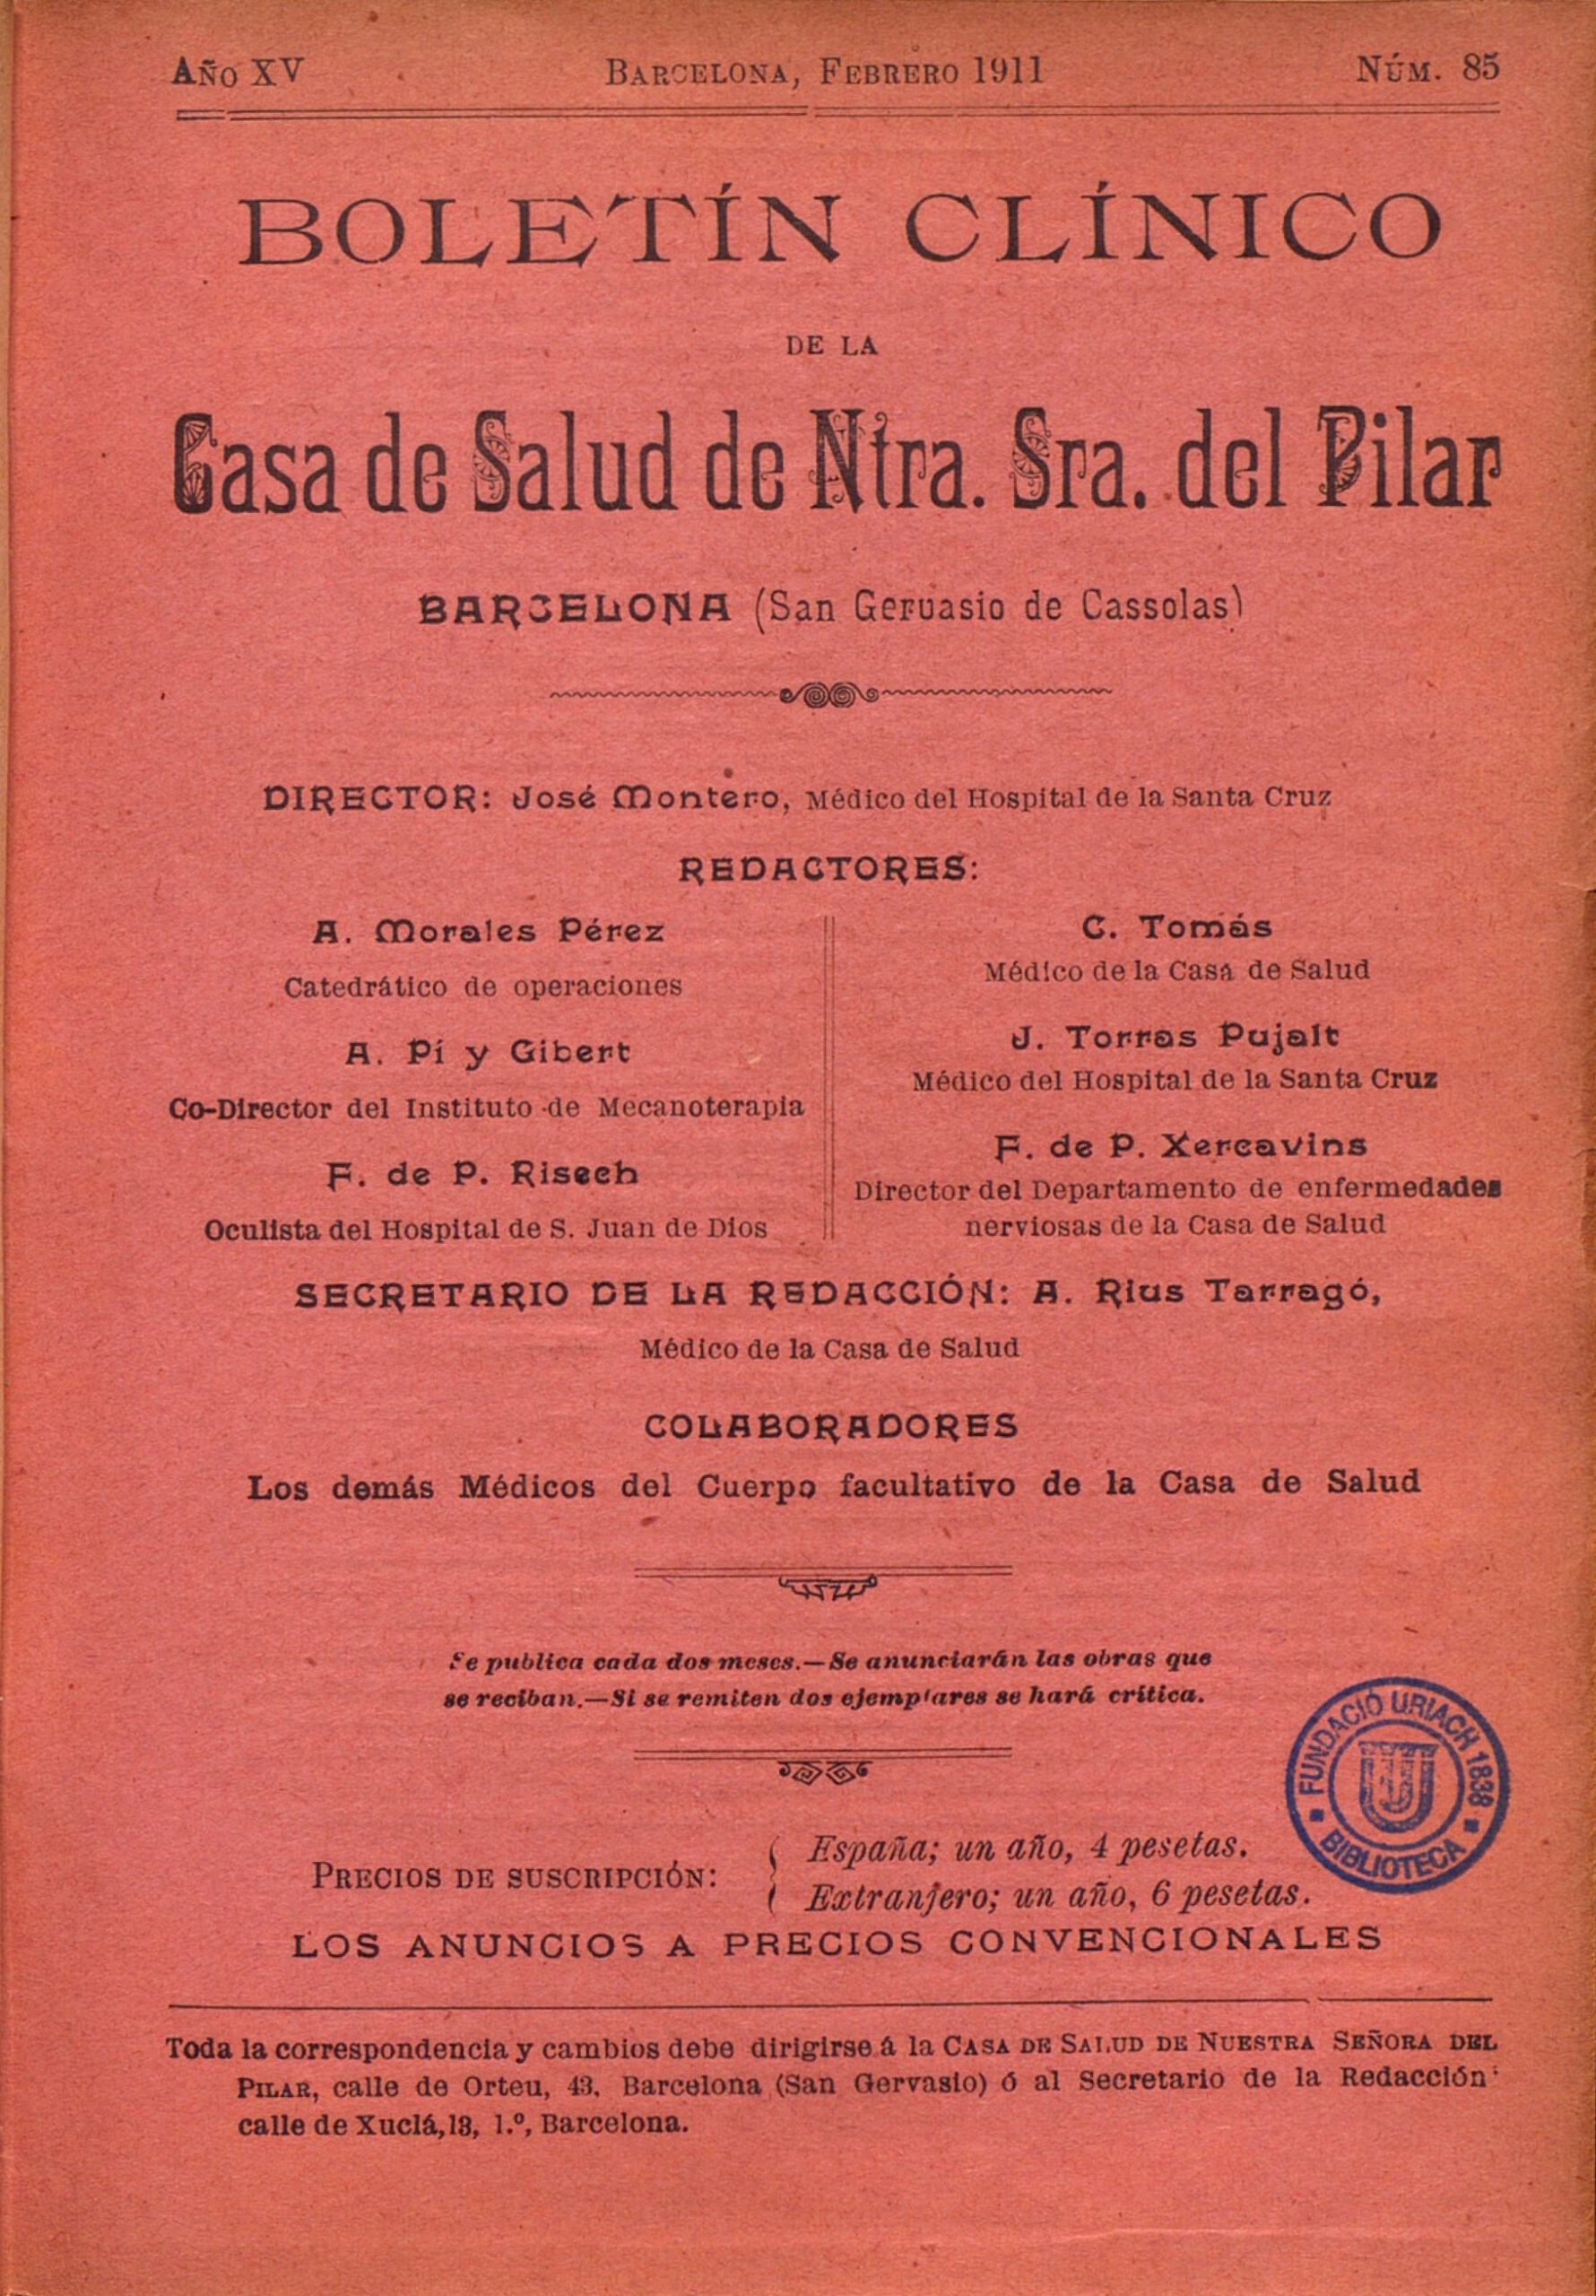 AÑO XV BARCELONA, FEBRERO 1911 NÚM. 85
BOLETÍN CLÍNICO
DE LA
Casa de Salud de Ntra. Sra. del Pilar
BARCELONA (San Gervasio de Cassolas)
DIRECTOR: José Montero, Médico del Hospital de la Santa Cruz
REDACTORES:
A. Morales Pérez
Catedrático de operaciones
A. Pí y Gibert
Co-Director del Instituto de Mecanoterapia
F. de P. Risech
Oculista del Hospital de S. Juan de Dios
C. Tomás
Médico de la Casa de Salud
J. Torras Pujalt
Médico del Hospital de la Santa Cruz
F. de P. Xercavins
Director del Departamento de enfermedades
nerviosas de la Casa de Salud
SECRETARIO DE LA REDACCIÓN: A. Rius Tarragó,
Médico de la Casa de Salud
COLABORADORES
Los demás Médicos del Cuerpo facultativo de la Casa de Salud
Se publica cada dos meses.—Se anunciarán las obras que
se reciban.—Si se remiten dos ejemplares se hará crítica.
PRECIOS DE SUSCRIPCIÓN:
España; un año, 4 pesetas.
Extranjero; un año, 6 pesetas.
FUNDACIÓ URIACH 1838
BIBLIOTECA
LOS ANUNCIOS A PRECIOS CONVENCIONALES
Toda la correspondencia y cambios debe dirigirse á la CASA DE SALUD DE NUESTRA SEÑORA DEL
PILAR, calle de Orteu, 43, Barcelona (San Gervasio) ó al Secretario de la Redacción:
calle de Xuclá, 13, 1.º, Barcelona.